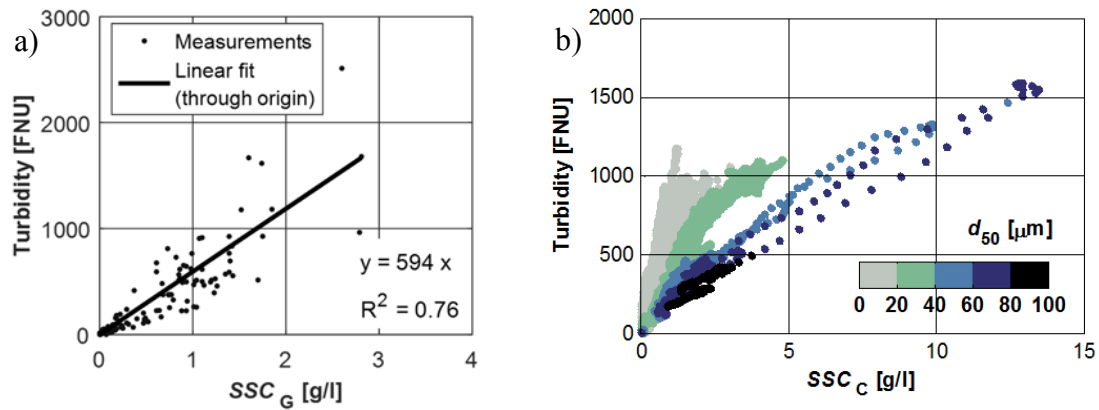 a)
3000
2000
1000
0
Turbidity [FNU]
Measurements
Linear fit
(through origin)
y = 594 x
R² = 0.76
0 1 2 3 4
SSC G [g/l]
b)
2000
1500
1000
500
0
Turbidity [FNU]
d50 [μm]
0 20 40 60 80 100
0 5 10 15
SSC C [g/l]